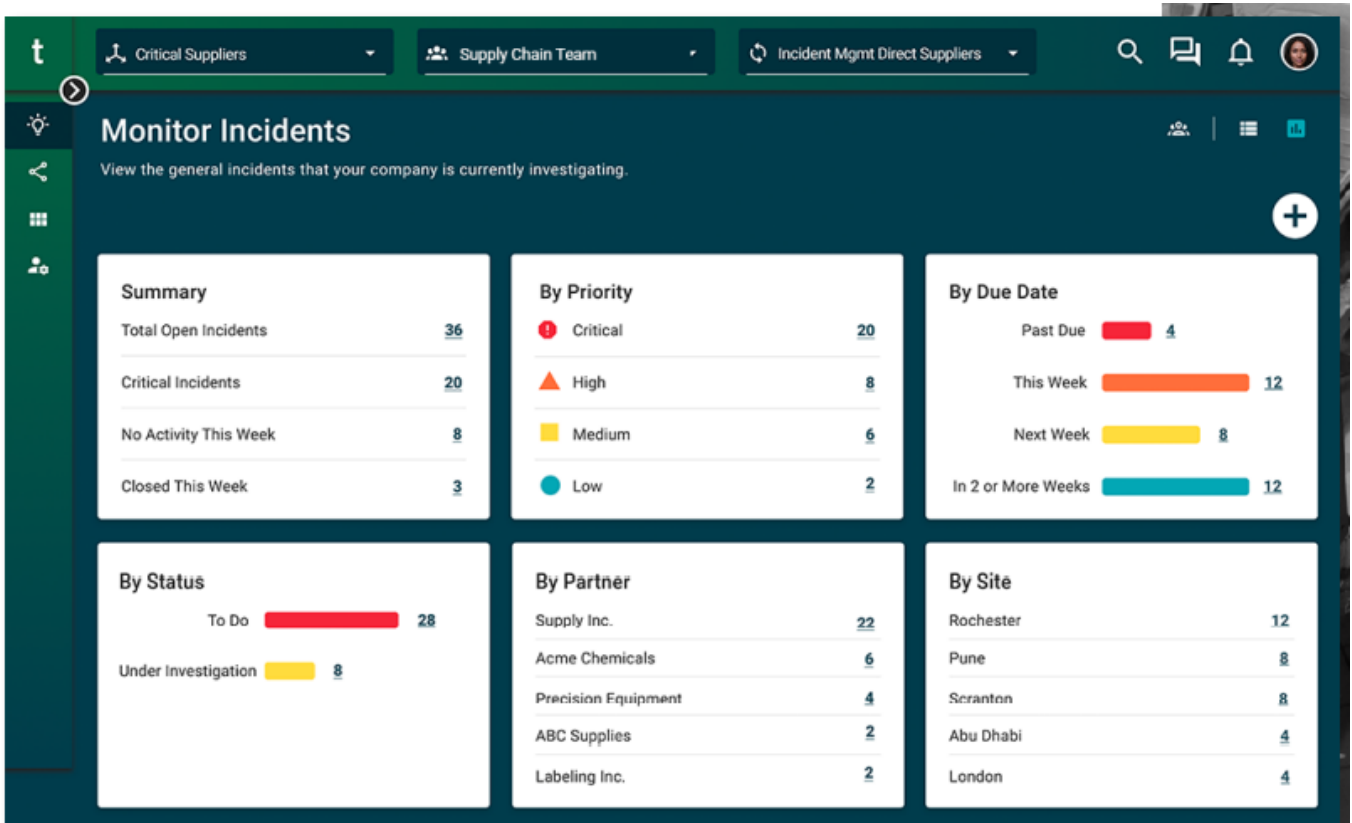 t
Critical Suppliers
Supply Chain Team
Incident Mgmt Direct Suppliers
Monitor Incidents
View the general incidents that your company is currently investigating.
Summary
Total Open Incidents 36
Critical Incidents 20
No Activity This Week 8
Closed This Week 3
By Priority
Critical 20
High 8
Medium 6
Low 2
By Due Date
Past Due 4
This Week 12
Next Week 8
In 2 or More Weeks 12
By Status
To Do 28
Under Investigation 8
By Partner
Supply Inc. 22
Acme Chemicals 6
Precision Equipment 4
ABC Supplies 2
Labeling Inc. 2
By Site
Rochester 12
Pune 8
Scranton 8
Abu Dhabi 4
London 4